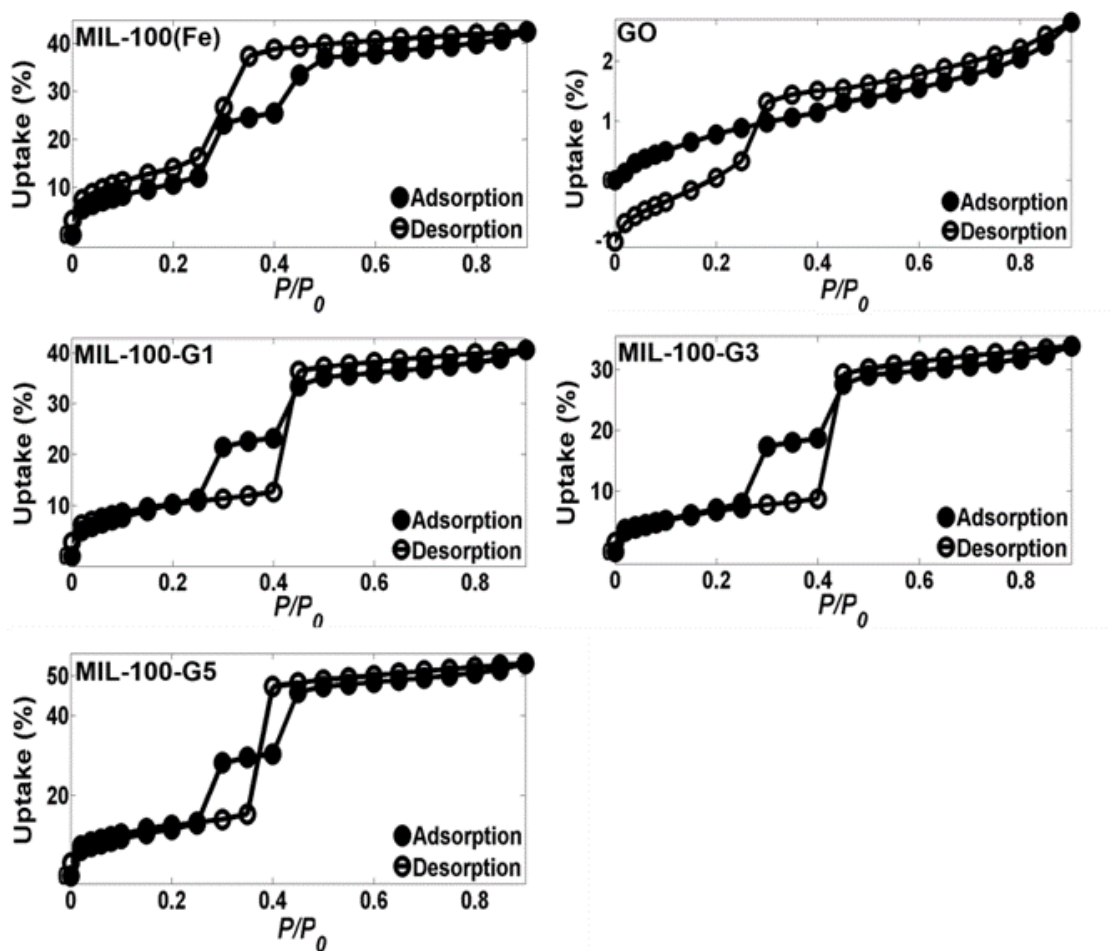 MIL-100(Fe)
Uptake (%)
40
30
20
10
0
0 0.2 0.4 0.6 0.8
P/P0
Adsorption
Desorption
GO
Uptake (%)
2
1
0
-1
0 0.2 0.4 0.6 0.8
P/P0
Adsorption
Desorption
MIL-100-G1
Uptake (%)
40
30
20
10
0
0 0.2 0.4 0.6 0.8
P/P0
Adsorption
Desorption
MIL-100-G3
Uptake (%)
30
20
10
0
0 0.2 0.4 0.6 0.8
P/P0
Adsorption
Desorption
MIL-100-G5
Uptake (%)
50
40
20
0
0 0.2 0.4 0.6 0.8
P/P0
Adsorption
Desorption